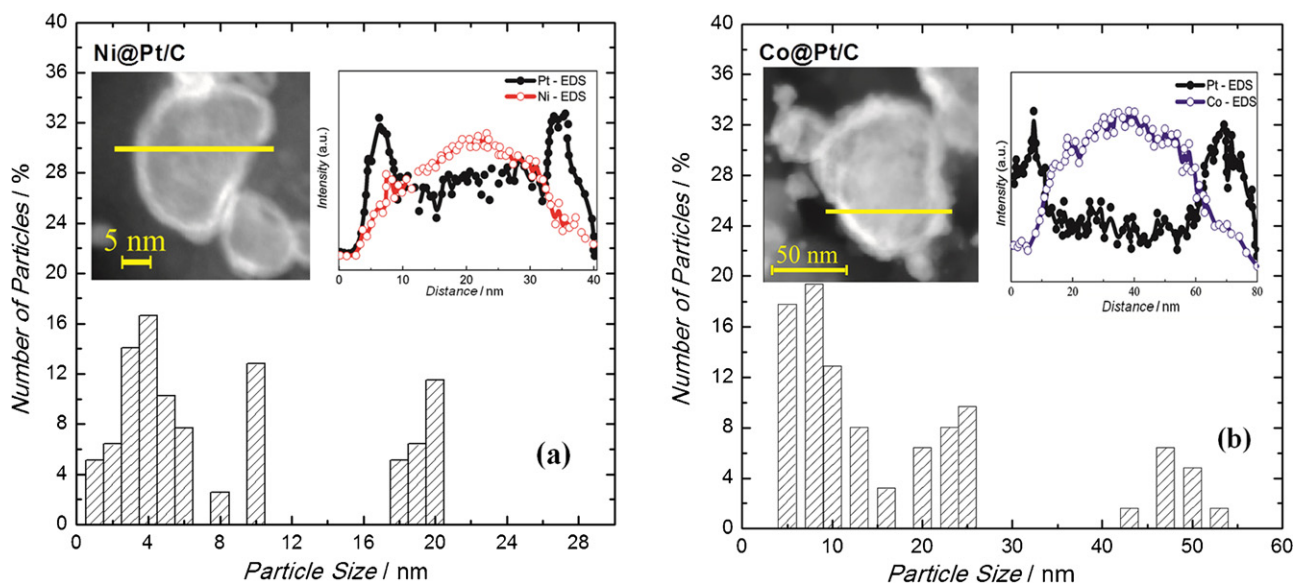 Number of Particles / %
40
36
32
28
24
20
16
12
8
4
0
Ni@Pt/C
5 nm
Intensity (a.u.)
Pt - EDS
Ni - EDS
0 10 20 30 40
Distance / nm
(a)
0 4 8 12 16 20 24 28
Particle Size / nm
Number of Particles / %
40
36
32
28
24
20
16
12
8
4
0
Co@Pt/C
50 nm
Intensity (a.u.)
Pt - EDS
Co - EDS
0 20 40 60 80
Distance / nm
(b)
0 10 20 30 40 50 60
Particle Size / nm